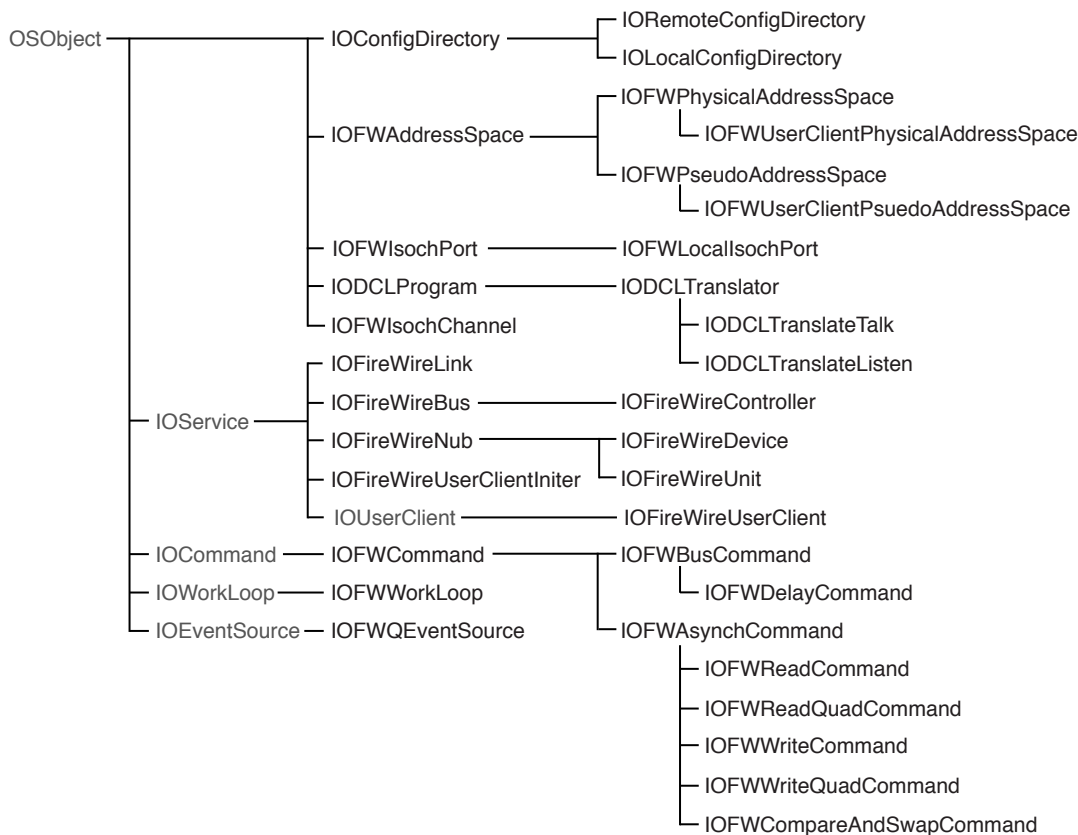 OSObject
IOConfigDirectory
IORemoteConfigDirectory
IOLocalConfigDirectory
IOFWAddressSpace
IOFWPhysicalAddressSpace
IOFWUserClientPhysicalAddressSpace
IOFWPseudoAddressSpace
IOFWUserClientPsuedoAddressSpace
IOFWIsochPort
IOFWLocalIsochPort
IODCLProgram
IODCLTranslator
IODCLTranslateTalk
IODCLTranslateListen
IOFWIsochChannel
IOService
IOFireWireLink
IOFireWireBus
IOFireWireController
IOFireWireNub
IOFireWireDevice
IOFireWireUnit
IOFireWireUserClientIniter
IOUserClient
IOFireWireUserClient
IOCommand
IOFWCommand
IOFWBusCommand
IOFWDelayCommand
IOFWAsynchCommand
IOFWReadCommand
IOFWReadQuadCommand
IOFWWriteCommand
IOFWWriteQuadCommand
IOFWCompareAndSwapCommand
IOWorkLoop
IOFWWorkLoop
IOEventSource
IOFWQEventSource